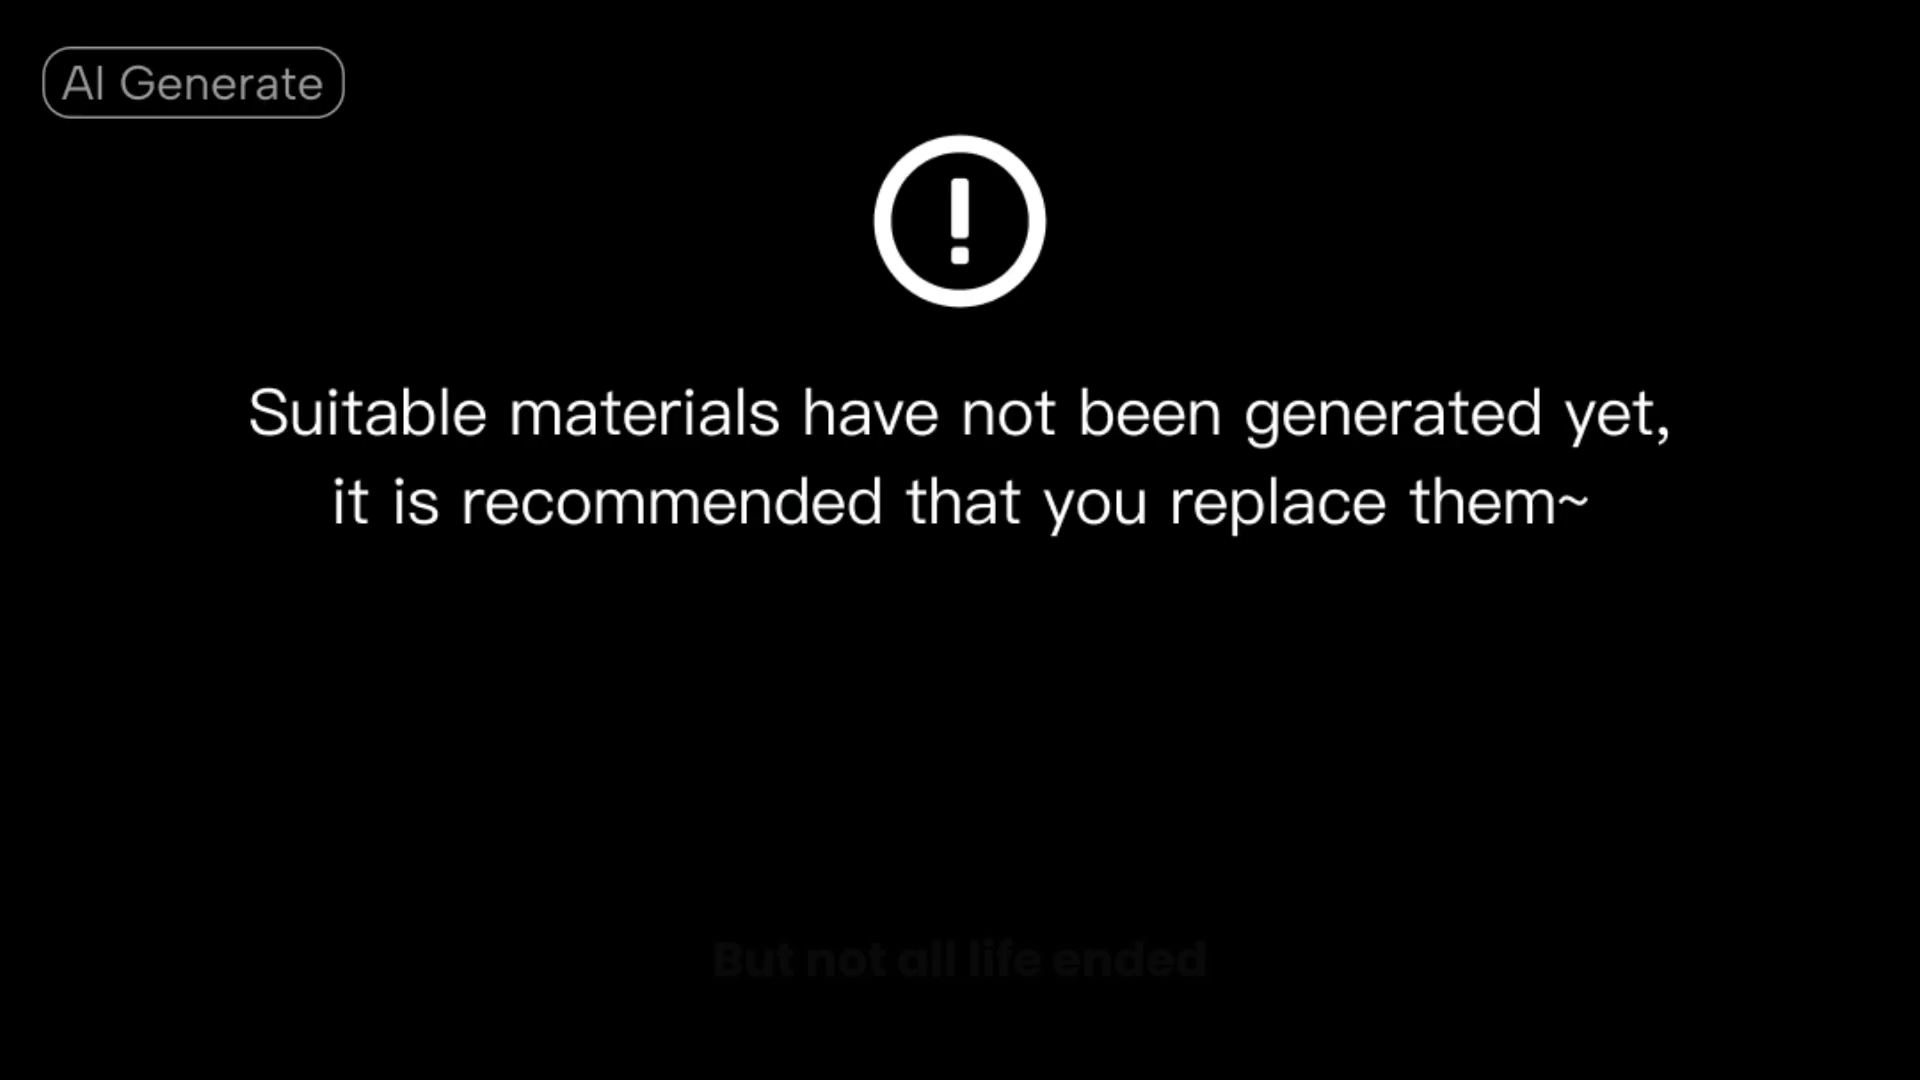 AI Generate
!
Suitable materials have not been generated yet,
it is recommended that you replace them~
But not all life ended